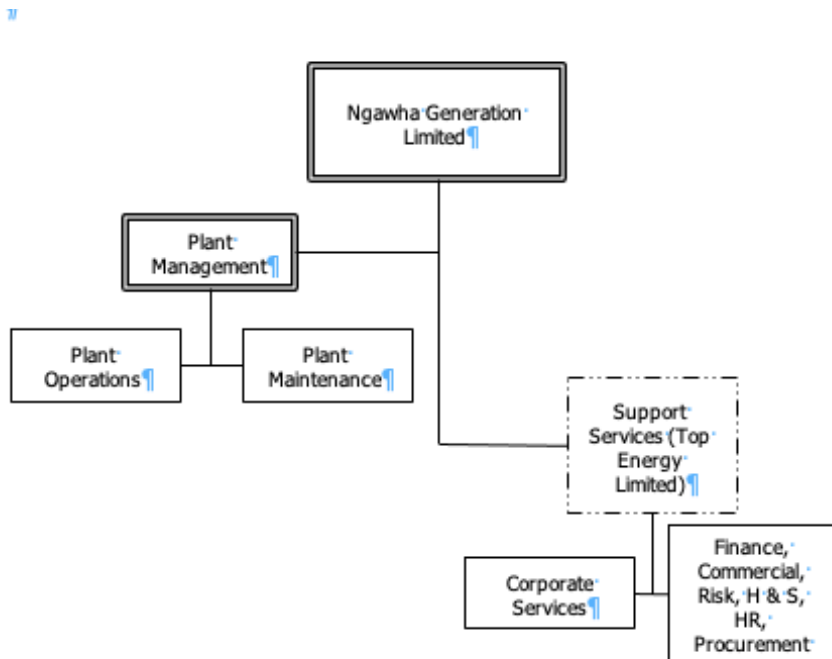 Ngawha Generation
Limited
Plant
Management
Plant
Operations
Plant
Maintenance
Support
Services (Top
Energy
Limited)
Corporate
Services
Finance,
Commercial,
Risk, H & S,
HR,
Procurement